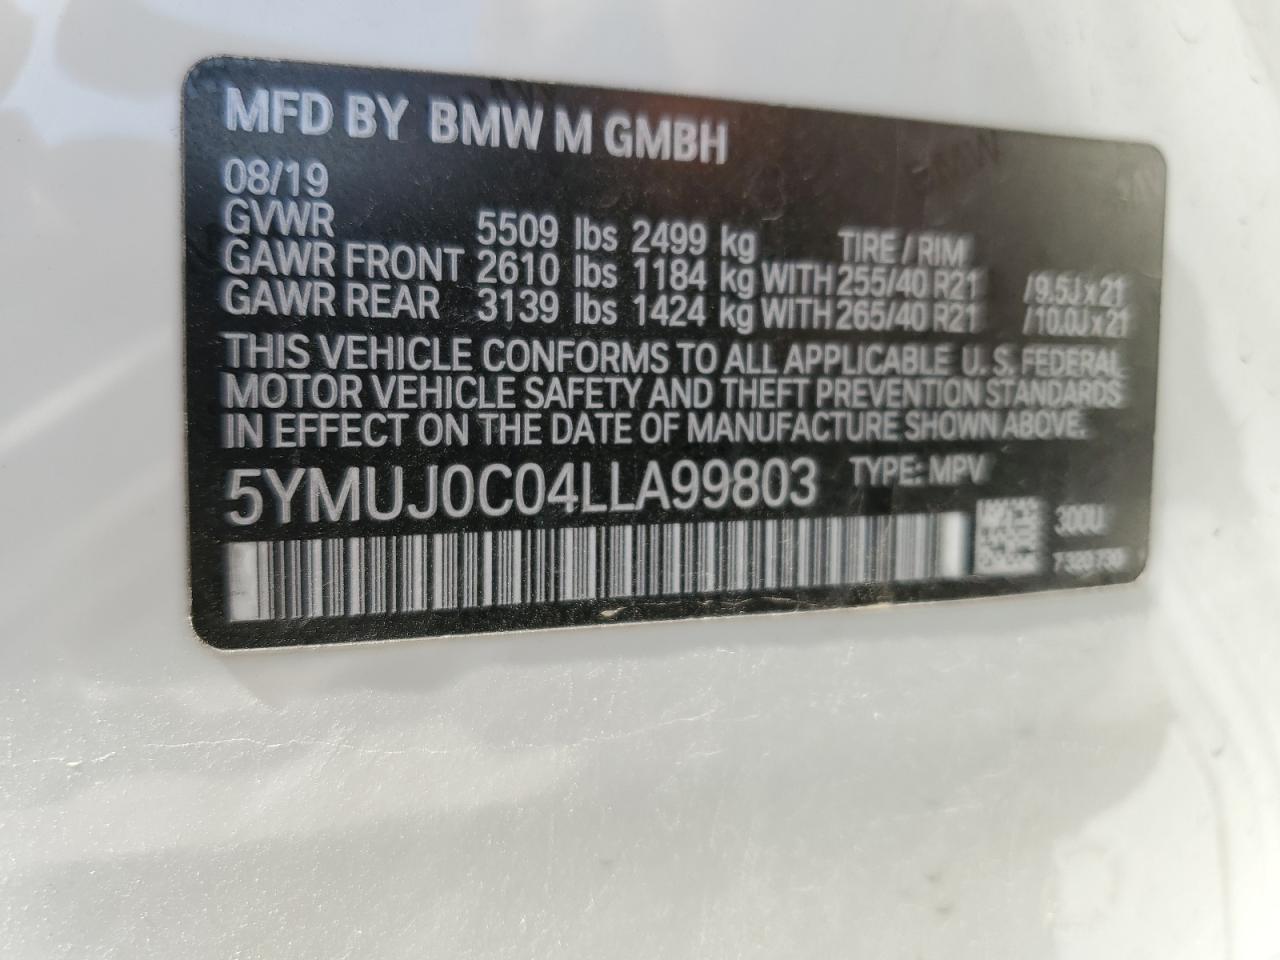 MFD BY BMW M GMBH
08/19
GVWR 5509 lbs 2499 kg TIRE / RIM
GAWR FRONT 2610 lbs 1184 kg WITH 255/40 R21 /9.5J x 21
GAWR REAR 3139 lbs 1424 kg WITH 265/40 R21 /10.0J x 21
THIS VEHICLE CONFORMS TO ALL APPLICABLE U. S. FEDERAL
MOTOR VEHICLE SAFETY AND THEFT PREVENTION STANDARDS
IN EFFECT ON THE DATE OF MANUFACTURE SHOWN ABOVE.
5YMUJ0C04LLA99803 TYPE: MPV
300U